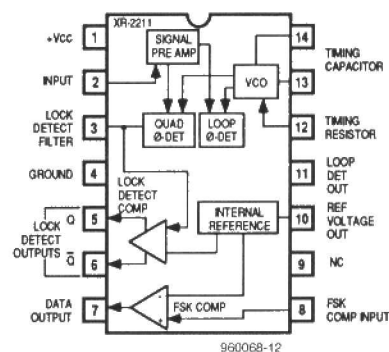 XR-2211
+Vcc 1
INPUT 2
LOCK
DETECT 3
FILTER
GROUND 4
LOCK
DETECT
OUTPUTS
Q 5
Q̅ 6
DATA
OUTPUT 7
SIGNAL
PRE AMP
VCO
QUAD
Ø-DET
LOOP
Ø-DET
LOCK
DETECT
COMP
INTERNAL
REFERENCE
- +
FSK COMP
14 TIMING
CAPACITOR
13
12 TIMING
RESISTOR
11 LOOP
DET
OUT
10 REF
VOLTAGE
OUT
9 NC
8 FSK
COMP INPUT
960068-12